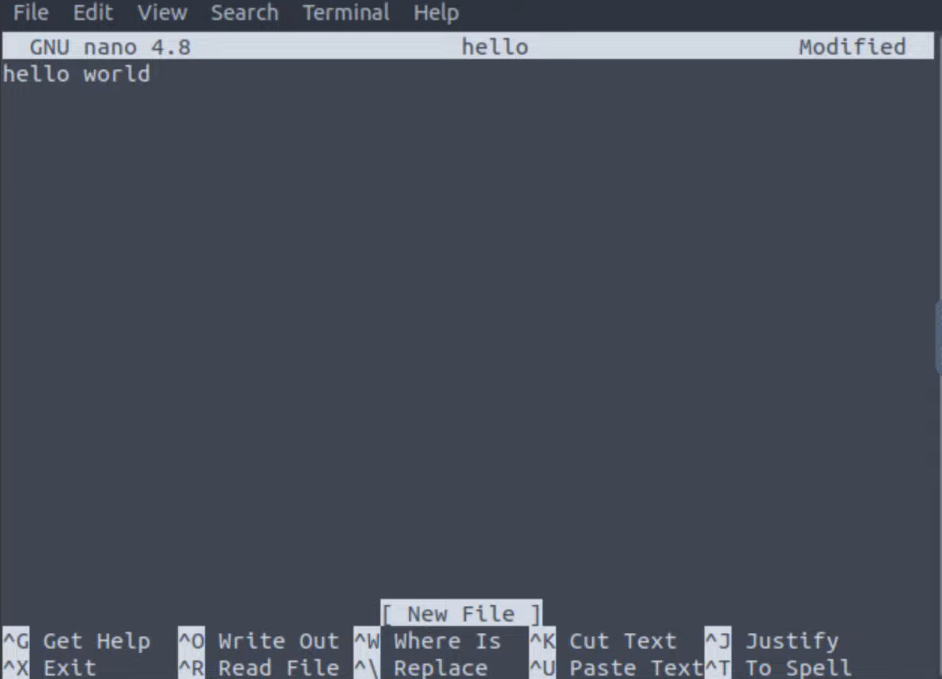 File Edit View Search Terminal Help
GNU nano 4.8 hello Modified
hello world
[ New File ]
^G Get Help ^O Write Out ^W Where Is ^K Cut Text ^J Justify
^X Exit ^R Read File ^\ Replace ^U Paste Text ^T To Spell